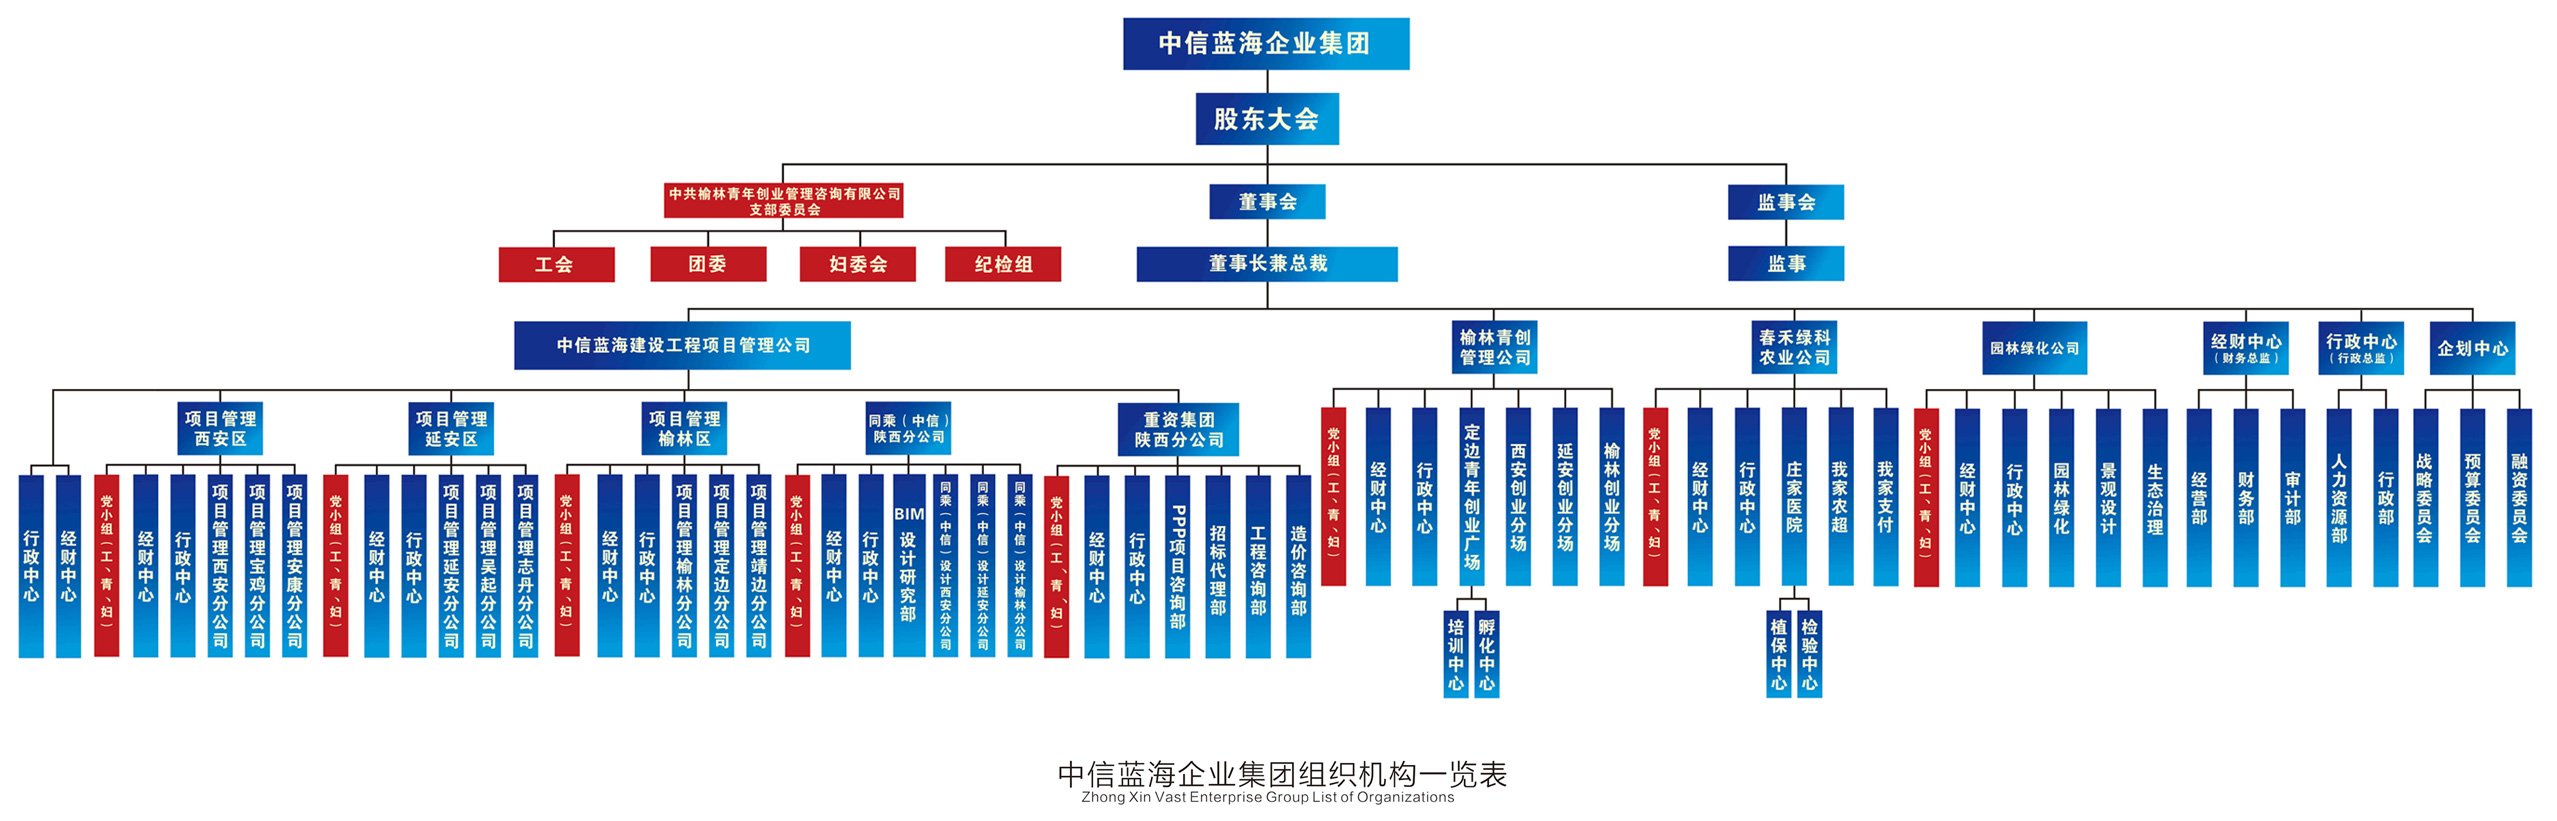 中信蓝海企业集团
股东大会
中共榆林青年创业管理咨询有限公司
支部委员会
董事会
监事会
工会
团委
妇委会
纪检组
董事长兼总裁
监事
中信蓝海建设工程项目管理公司
榆林青创
管理公司
春禾绿科
农业公司
园林绿化公司
经财中心
（财务总监）
行政中心
（行政总监）
企划中心
项目管理
西安区
项目管理
延安区
项目管理
榆林区
同乘（中信）
陕西分公司
重资集团
陕西分公司
行政中心
经财中心
党小组（工、青、妇）
经财中心
行政中心
项目管理西安分公司
项目管理宝鸡分公司
项目管理安康分公司
党小组（工、青、妇）
经财中心
行政中心
项目管理延安分公司
项目管理吴起分公司
项目管理志丹分公司
党小组（工、青、妇）
经财中心
行政中心
项目管理榆林分公司
项目管理定边分公司
项目管理靖边分公司
党小组（工、青、妇）
经财中心
行政中心
BIM设计研究部
同乘（中信）设计西安分公司
同乘（中信）设计延安分公司
同乘（中信）设计榆林分公司
党小组（工、青、妇）
经财中心
行政中心
PPP项目咨询部
招标代理部
工程咨询部
造价咨询部
党小组（工、青、妇）
经财中心
行政中心
定边青年创业广场
西安创业分场
延安创业分场
榆林创业分场
培训中心
孵化中心
党小组（工、青、妇）
经财中心
行政中心
庄家医院
我家农超
我家支付
植保中心
检验中心
党小组（工、青、妇）
经财中心
行政中心
园林绿化
景观设计
生态治理
经营部
财务部
审计部
人力资源部
行政部
战略委员会
预算委员会
融资委员会
中信蓝海企业集团组织机构一览表
Zhong Xin Vast Enterprise Group List of Organizations